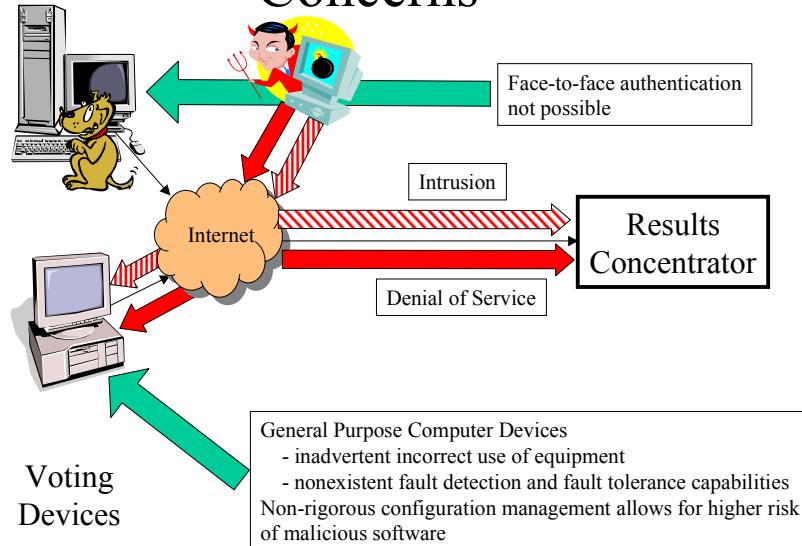 Concerns
Face-to-face authentication
not possible
Intrusion
Internet
Results
Concentrator
Denial of Service
General Purpose Computer Devices
- inadvertent incorrect use of equipment
- nonexistent fault detection and fault tolerance capabilities
Non-rigorous configuration management allows for higher risk
of malicious software
Voting
Devices